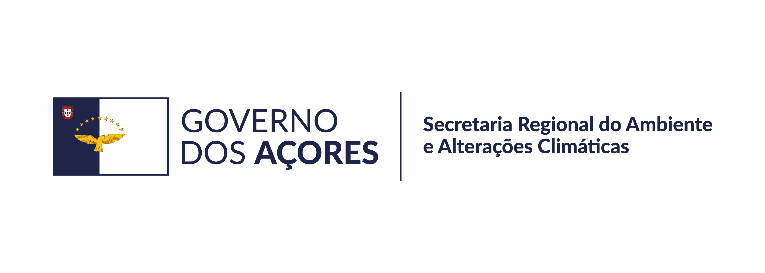 GOVERNO
DOS AÇORES
Secretaria Regional do Ambiente
e Alterações Climáticas